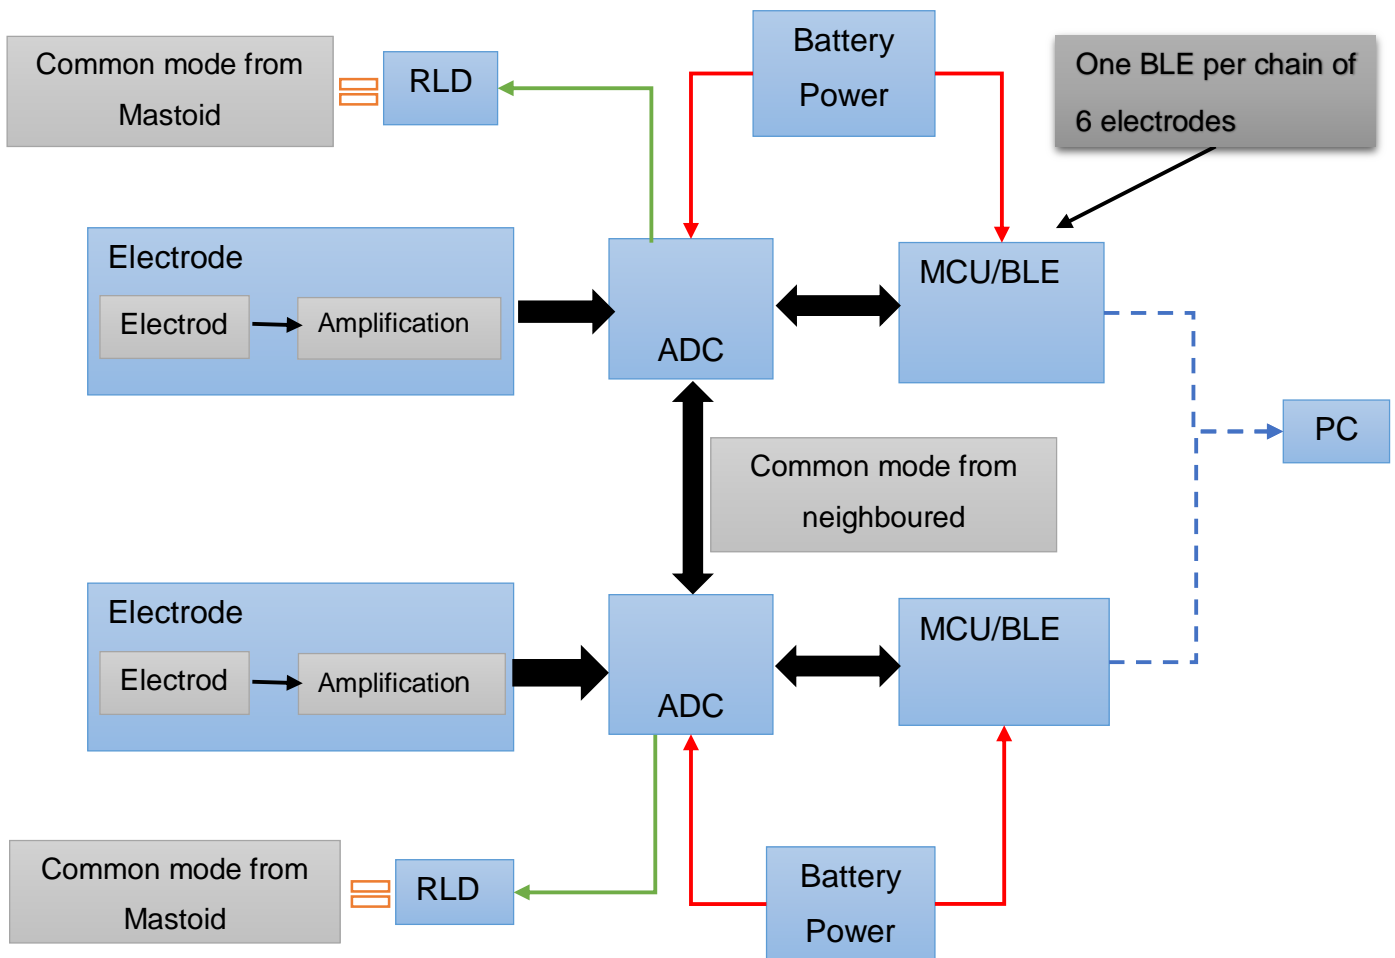 Common mode from
Mastoid
RLD
Battery
Power
One BLE per chain of
6 electrodes
Electrode
Electrod
Amplification
ADC
MCU/BLE
PC
Common mode from
neighboured
Electrode
Electrod
Amplification
ADC
MCU/BLE
Common mode from
Mastoid
RLD
Battery
Power